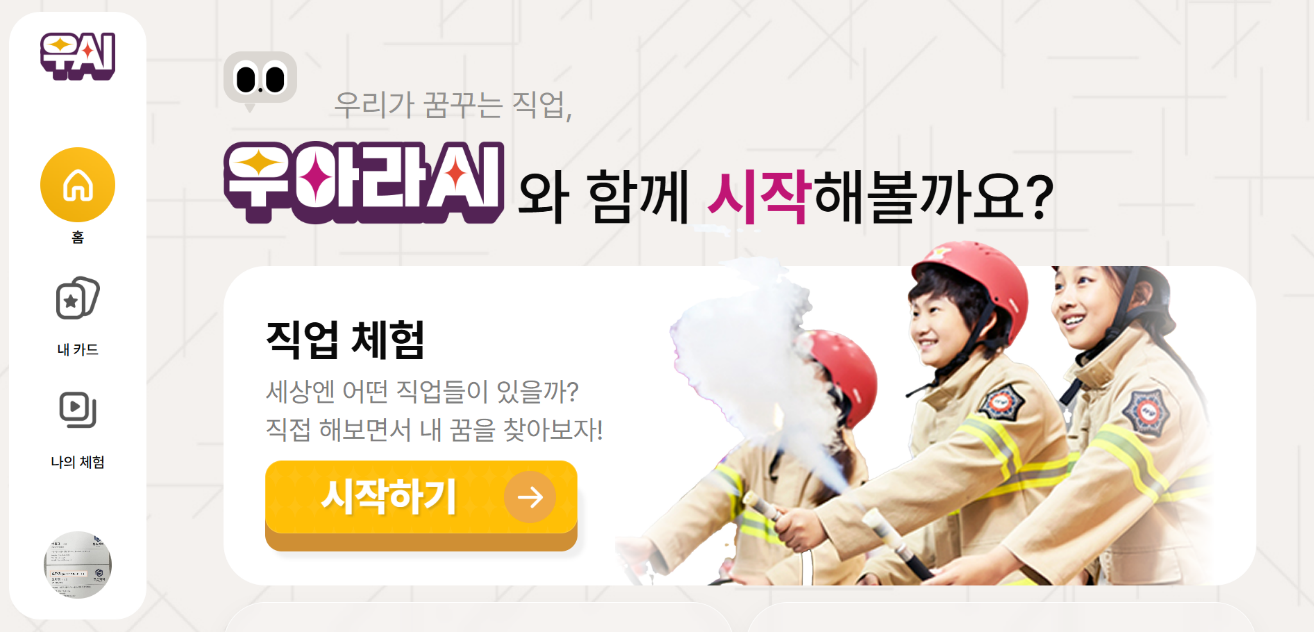 우AI
홈
내 카드
나의 체험
우리가 꿈꾸는 직업,
우아라AI와 함께 시작해볼까요?
직업 체험
세상엔 어떤 직업들이 있을까?
직접 해보면서 내 꿈을 찾아보자!
시작하기